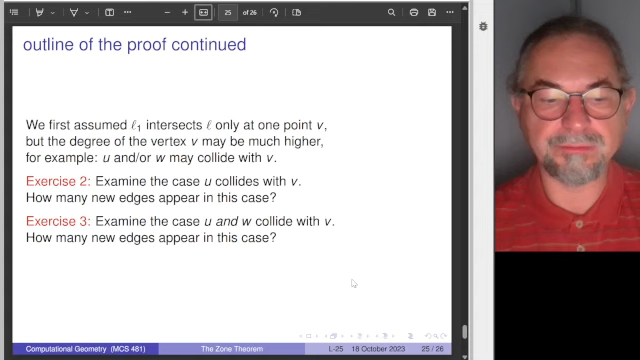 25
of 26
outline of the proof continued
We first assumed ℓ1 intersects ℓ only at one point v,
but the degree of the vertex v may be much higher,
for example: u and/or w may collide with v.
Exercise 2: Examine the case u collides with v.
How many new edges appear in this case?
Exercise 3: Examine the case u and w collide with v.
How many new edges appear in this case?
Computational Geometry (MCS 481)
The Zone Theorem
L-25
18 October 2023
25 / 26